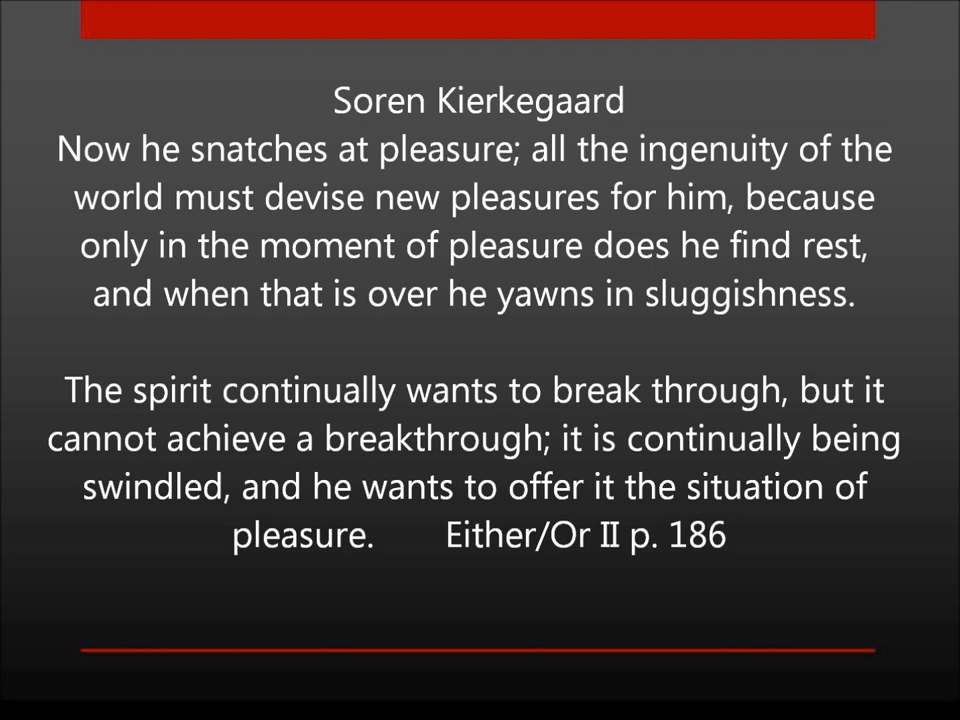 Soren Kierkegaard
Now he snatches at pleasure; all the ingenuity of the
world must devise new pleasures for him, because
only in the moment of pleasure does he find rest,
and when that is over he yawns in sluggishness.
The spirit continually wants to break through, but it
cannot achieve a breakthrough; it is continually being
swindled, and he wants to offer it the situation of
pleasure. Either/Or II p. 186